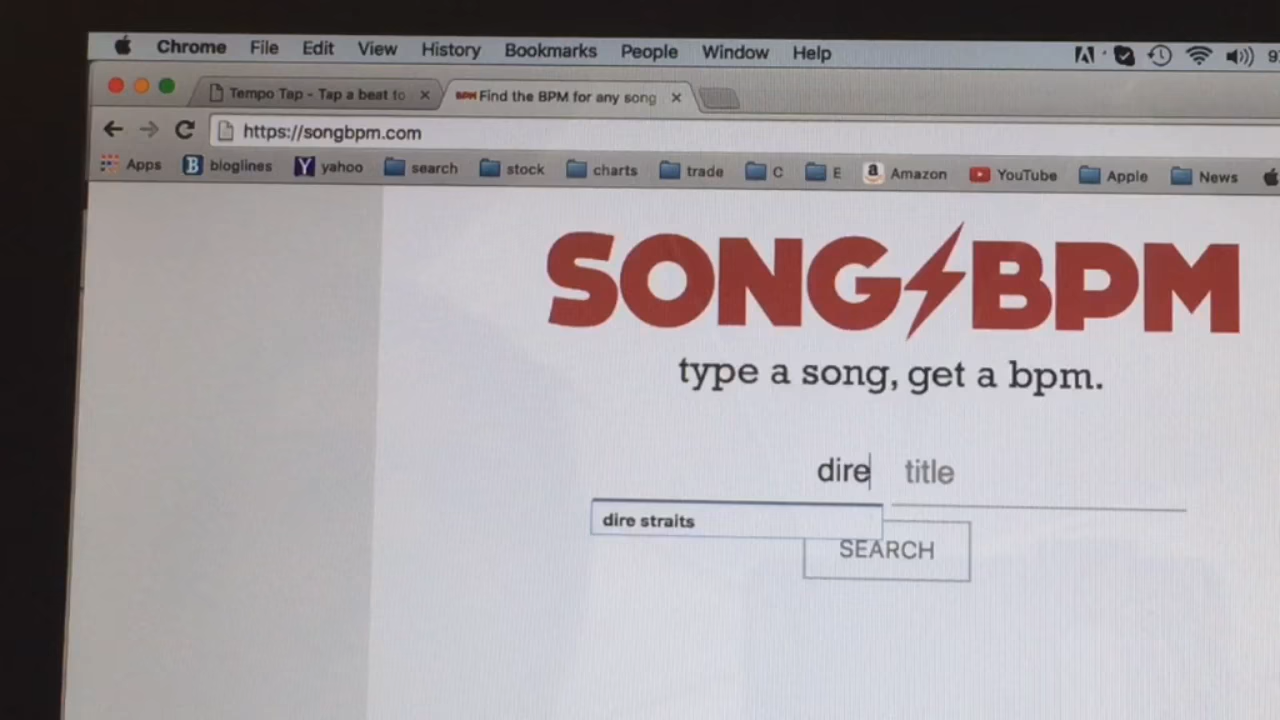 Chrome File Edit View History Bookmarks People Window Help
Tempo Tap - Tap a beat to
BPM Find the BPM for any song
https://songbpm.com
Apps bloglines yahoo search stock charts trade C E Amazon YouTube Apple News
SONG BPM
type a song, get a bpm.
dire title
dire straits
SEARCH